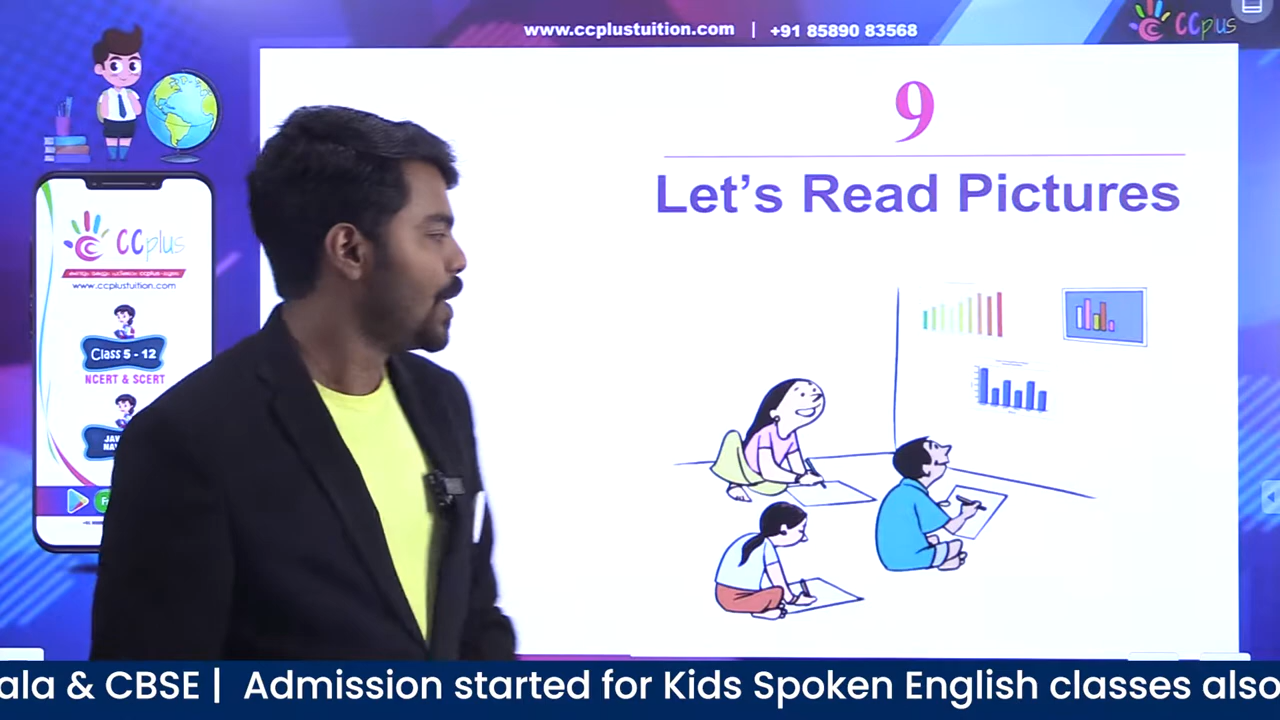 www.ccplustuition.com | +91 85890 83568
CCplus
9
Let's Read Pictures
CCplus
www.ccplustuition.com
Class 5 - 12
NCERT & SCERT
ala & CBSE | Admission started for Kids Spoken English classes also